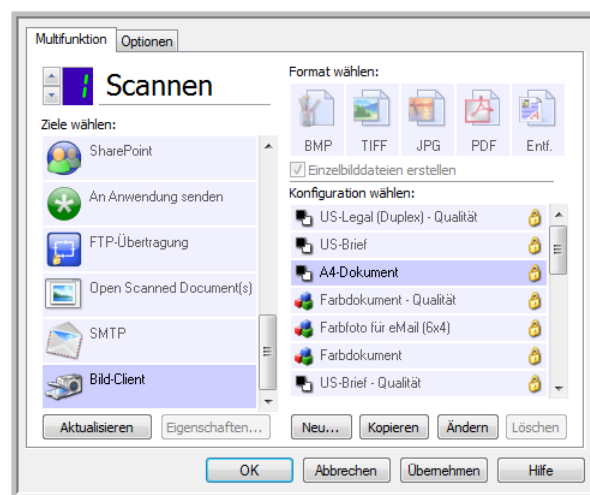 Multifunktion Optionen
1 Scannen
Ziele wählen:
SharePoint
An Anwendung senden
FTP-Übertragung
Open Scanned Document(s)
SMTP
Bild-Client
Aktualisieren Eigenschaften...
Format wählen:
BMP TIFF JPG PDF Entf.
Einzelbilddateien erstellen
Konfiguration wählen:
US-Legal (Duplex) - Qualität
US-Brief
A4-Dokument
Farbdokument - Qualität
Farbfoto für eMail (6x4)
Farbdokument
US-Brief - Qualität
Neu... Kopieren Ändern Löschen
OK Abbrechen Übernehmen Hilfe